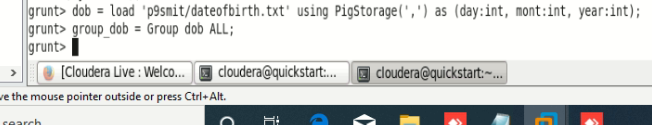 grunt> dob = load 'p9smit/dateofbirth.txt' using PigStorage(',') as (day:int, mont:int, year:int);
grunt> group_dob = Group dob ALL;
grunt>
[Cloudera Live : Welco... cloudera@quickstart:... cloudera@quickstart:~...
ve the mouse pointer outside or press Ctrl+Alt.
search